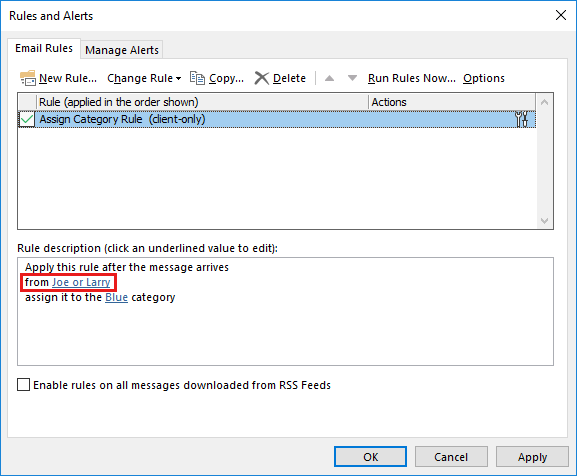 Rules and Alerts
Email Rules Manage Alerts
New Rule... Change Rule Copy... Delete Run Rules Now... Options
Rule (applied in the order shown) Actions
Assign Category Rule (client-only)
Rule description (click an underlined value to edit):
Apply this rule after the message arrives
from Joe or Larry
assign it to the Blue category
Enable rules on all messages downloaded from RSS Feeds
OK Cancel Apply